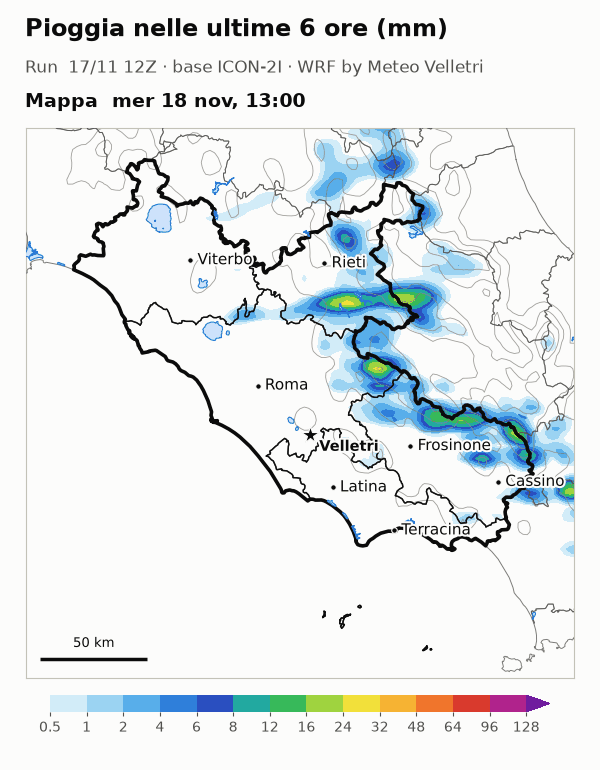 Pioggia nelle ultime 6 ore (mm)
Run 17/11 12Z · base ICON-2I · WRF by Meteo Velletri
Mappa mer 18 nov, 13:00
Viterbo
Rieti
Roma
Velletri
Frosinone
Latina
Cassino
Terracina
50 km
0.5 1 2 4 6 8 12 16 24 32 48 64 96 128